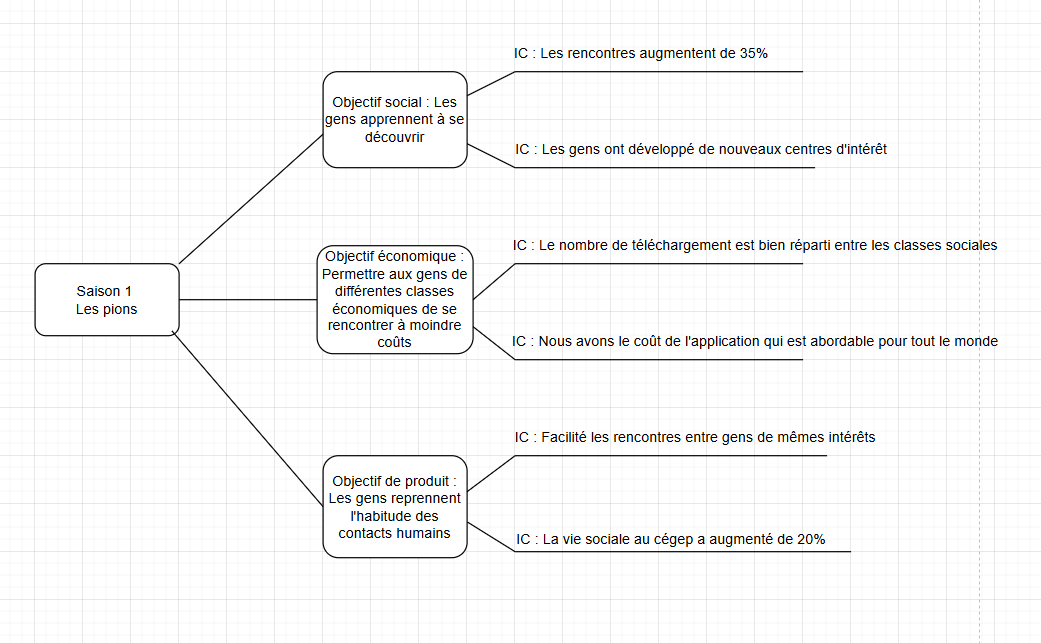 IC : Les rencontres augmentent de 35%
Objectif social : Les
gens apprennent à se
découvrir
IC : Les gens ont développé de nouveaux centres d'intérêt
Saison 1
Les pions
Objectif économique :
Permettre aux gens de
différentes classes
économiques de se
rencontrer à moindre
coûts
IC : Le nombre de téléchargement est bien réparti entre les classes sociales
IC : Nous avons le coût de l'application qui est abordable pour tout le monde
Objectif de produit :
Les gens reprennent
l'habitude des
contacts humains
IC : Facilité les rencontres entre gens de mêmes intérêts
IC : La vie sociale au cégep a augmenté de 20%